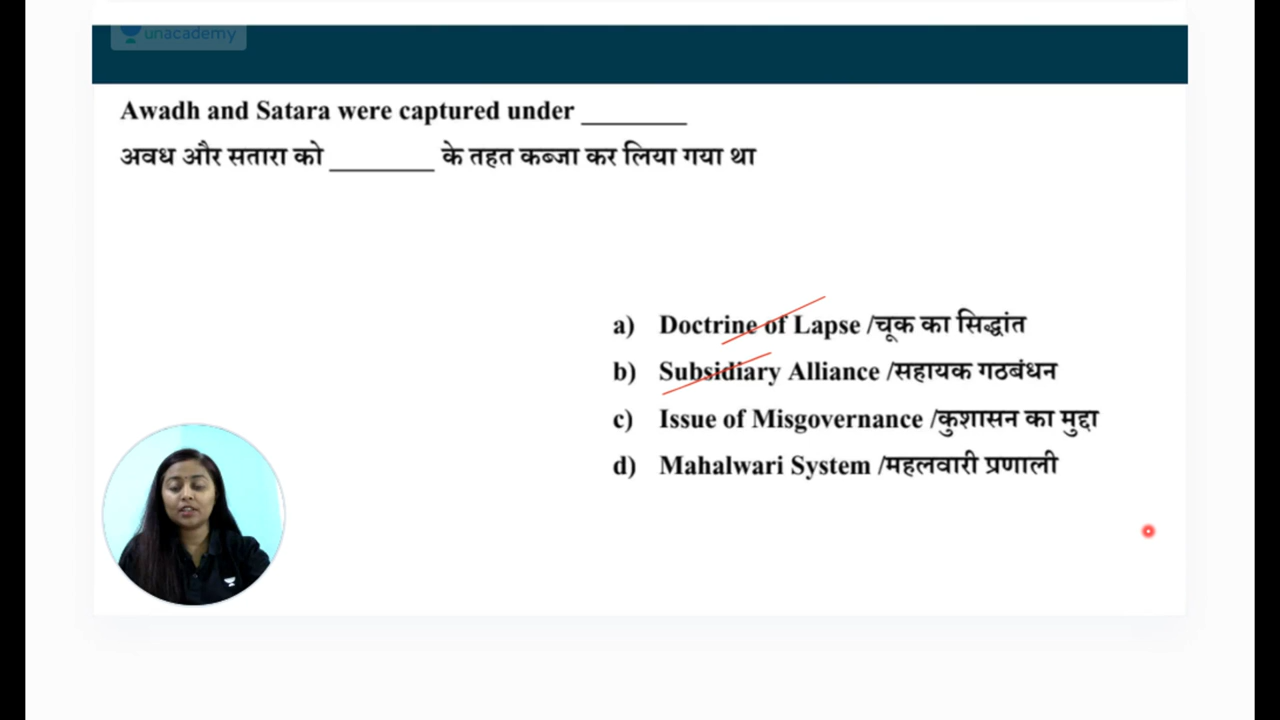 unacademy
Awadh and Satara were captured under ________
अवध और सतारा को ________ के तहत कब्जा कर लिया गया था
a) Doctrine of Lapse /चूक का सिद्धांत
b) Subsidiary Alliance /सहायक गठबंधन
c) Issue of Misgovernance /कुशासन का मुद्दा
d) Mahalwari System /महलवारी प्रणाली